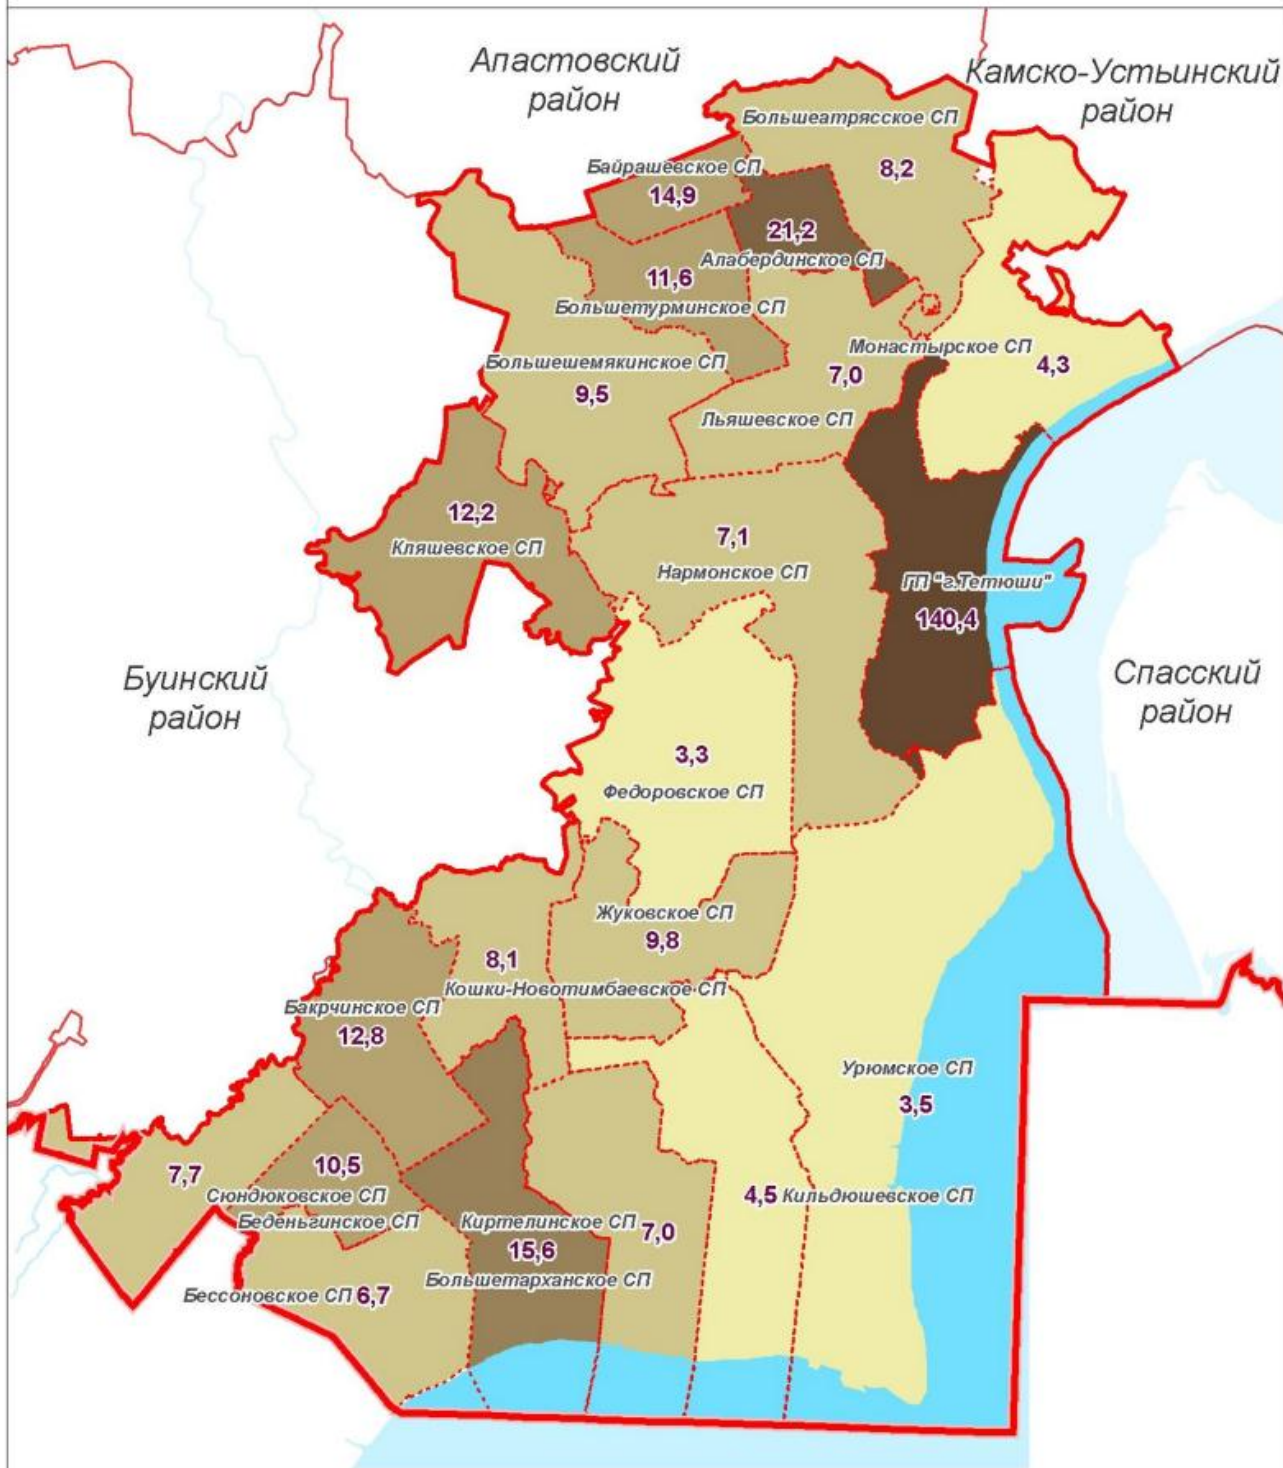 Апастовский
район
Камско-Устьинский
район
Большеатрясское СП
8,2
Байрашевское СП
14,9
21,2
Алабердинское СП
11,6
Большетурминское СП
Монастырское СП
4,3
Большешемякинское СП
9,5
7,0
Льяшевское СП
12,2
Кляшевское СП
7,1
Нармонское СП
ГП "г.Тетюши"
140,4
Буинский
район
Спасский
район
3,3
Федоровское СП
Жуковское СП
9,8
8,1
Кошки-Новотимбаевское СП
Бакрчинское СП
12,8
Урюмское СП
3,5
7,7
Сюндюковское СП
10,5
Беденьгинское СП
4,5 Кильдюшевское СП
Киртелинское СП 7,0
15,6
Большетарханское СП
Бессоновское СП 6,7